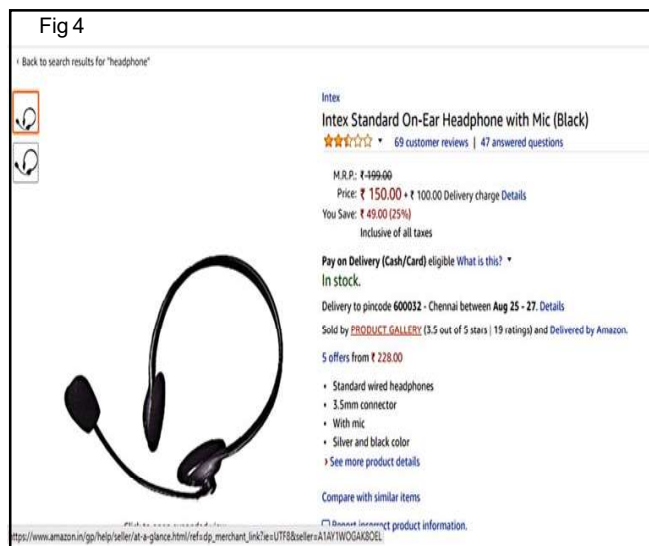 Fig 4
‹ Back to search results for "headphone"
Intex
Intex Standard On-Ear Headphone with Mic (Black)
69 customer reviews | 47 answered questions
M.R.P.: ₹ 199.00
Price: ₹ 150.00 + ₹ 100.00 Delivery charge Details
You Save: ₹ 49.00 (25%)
Inclusive of all taxes
Pay on Delivery (Cash/Card) eligible What is this?
In stock.
Delivery to pincode 600032 - Chennai between Aug 25 - 27. Details
Sold by PRODUCT GALLERY (3.5 out of 5 stars | 19 ratings) and Delivered by Amazon.
5 offers from ₹ 228.00
• Standard wired headphones
• 3.5mm connector
• With mic
• Silver and black color
› See more product details
Compare with similar items
Report incorrect product information.
https://www.amazon.in/gp/help/seller/at-a-glance.html/ref=dp_merchant_link?ie=UTF8&seller=A1AY1WOGAK8OEL